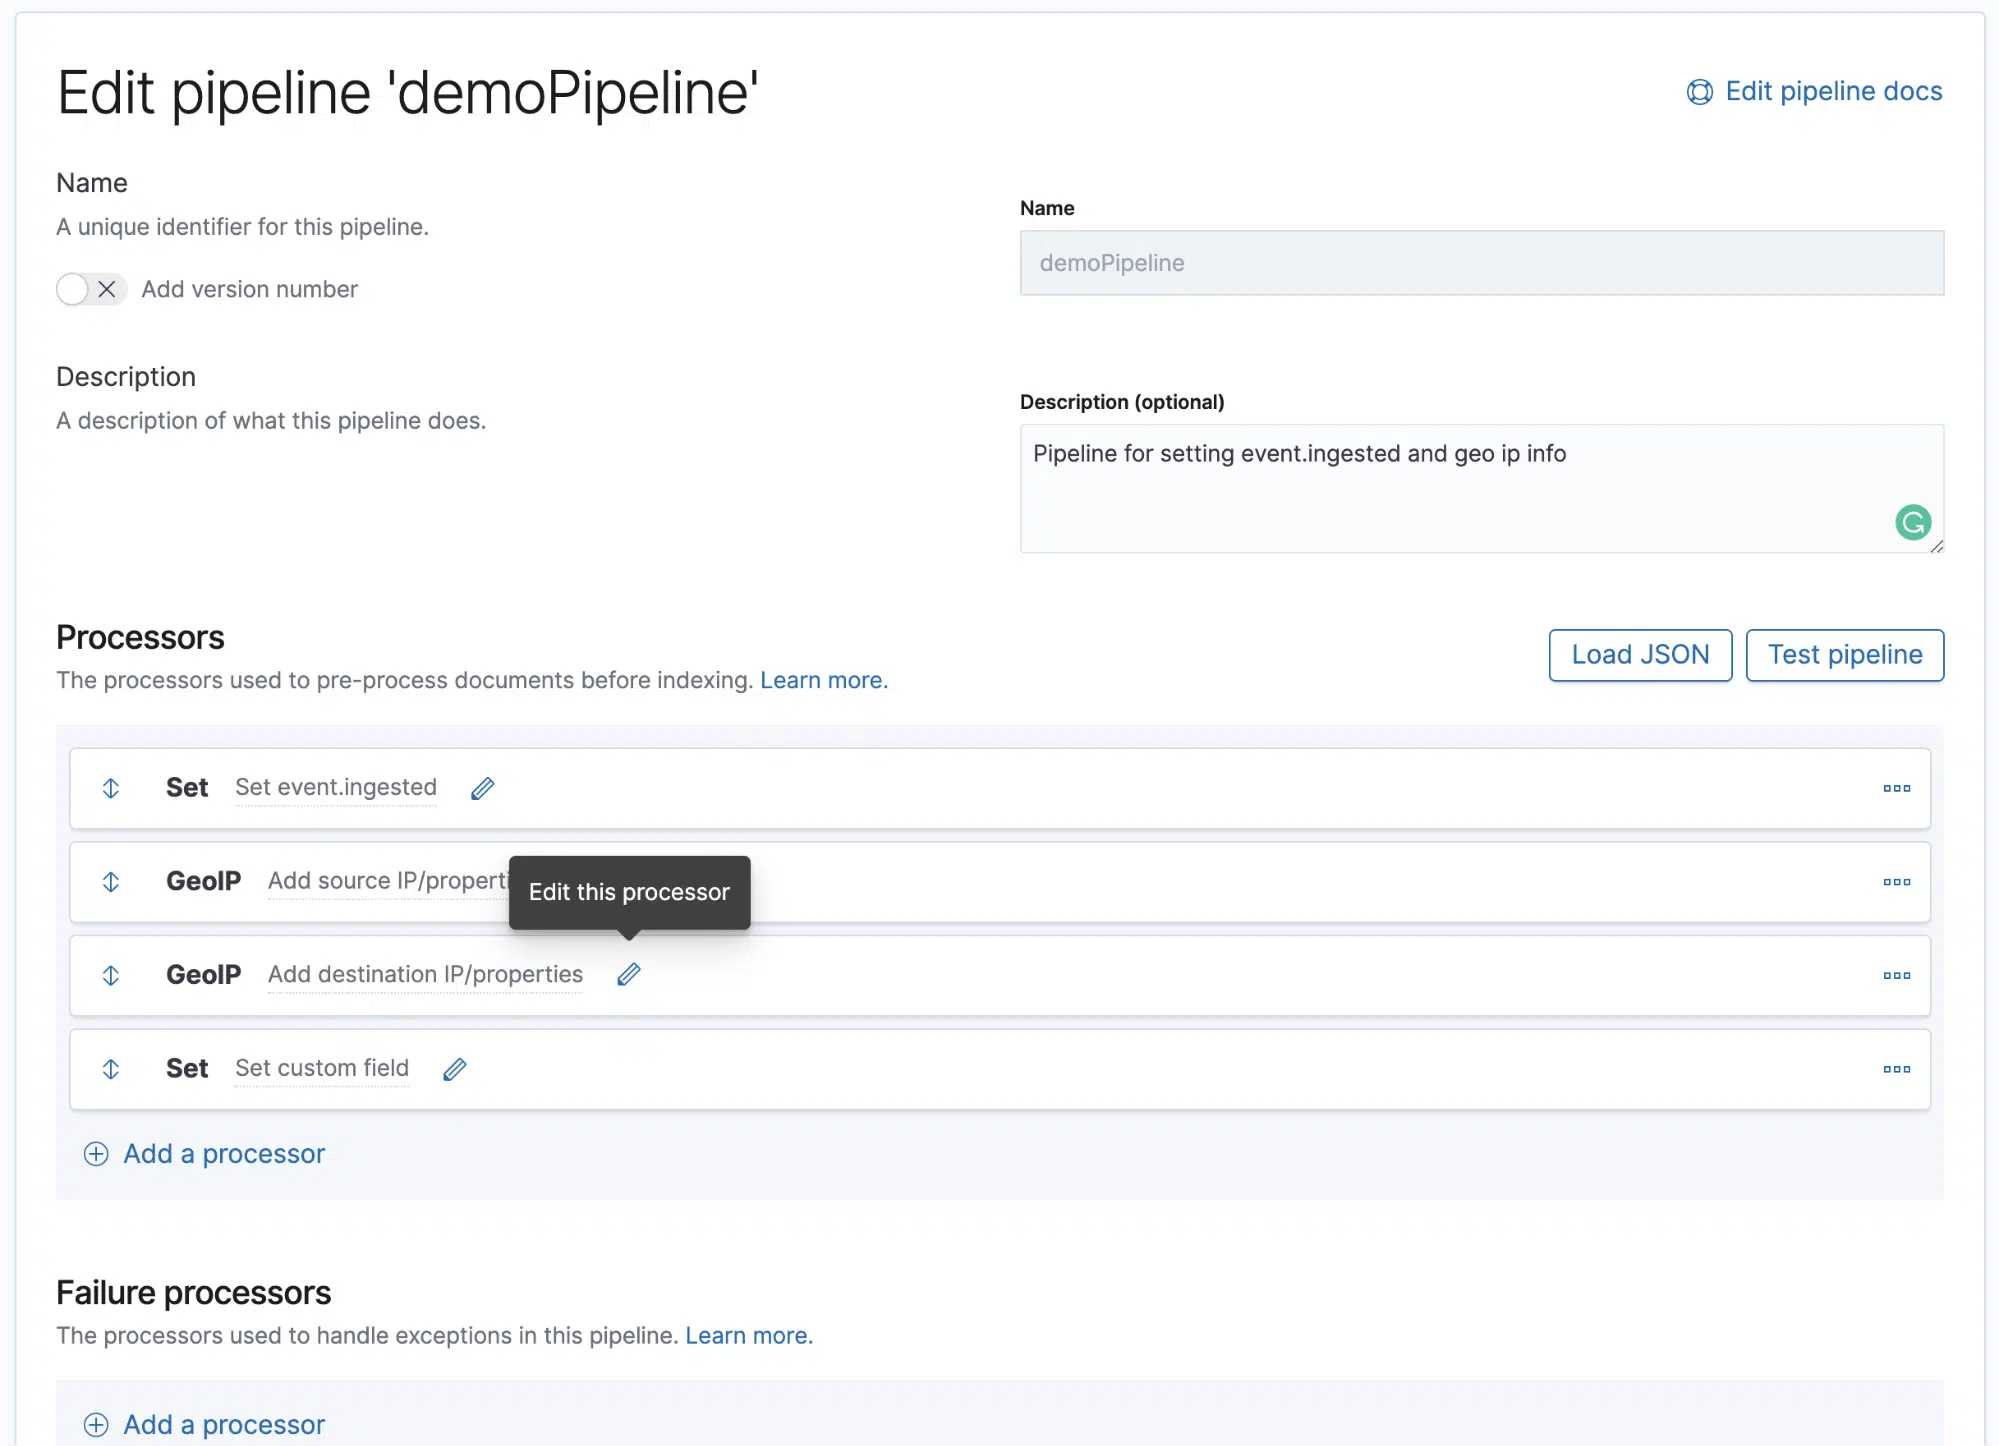 Edit pipeline 'demoPipeline'
Edit pipeline docs
Name
A unique identifier for this pipeline.
Add version number
Name
demoPipeline
Description
A description of what this pipeline does.
Description (optional)
Pipeline for setting event.ingested and geo ip info
Processors
The processors used to pre-process documents before indexing. Learn more.
Load JSON
Test pipeline
Set Set event.ingested
GeoIP Add source IP/properti
Edit this processor
GeoIP Add destination IP/properties
Set Set custom field
Add a processor
Failure processors
The processors used to handle exceptions in this pipeline. Learn more.
Add a processor